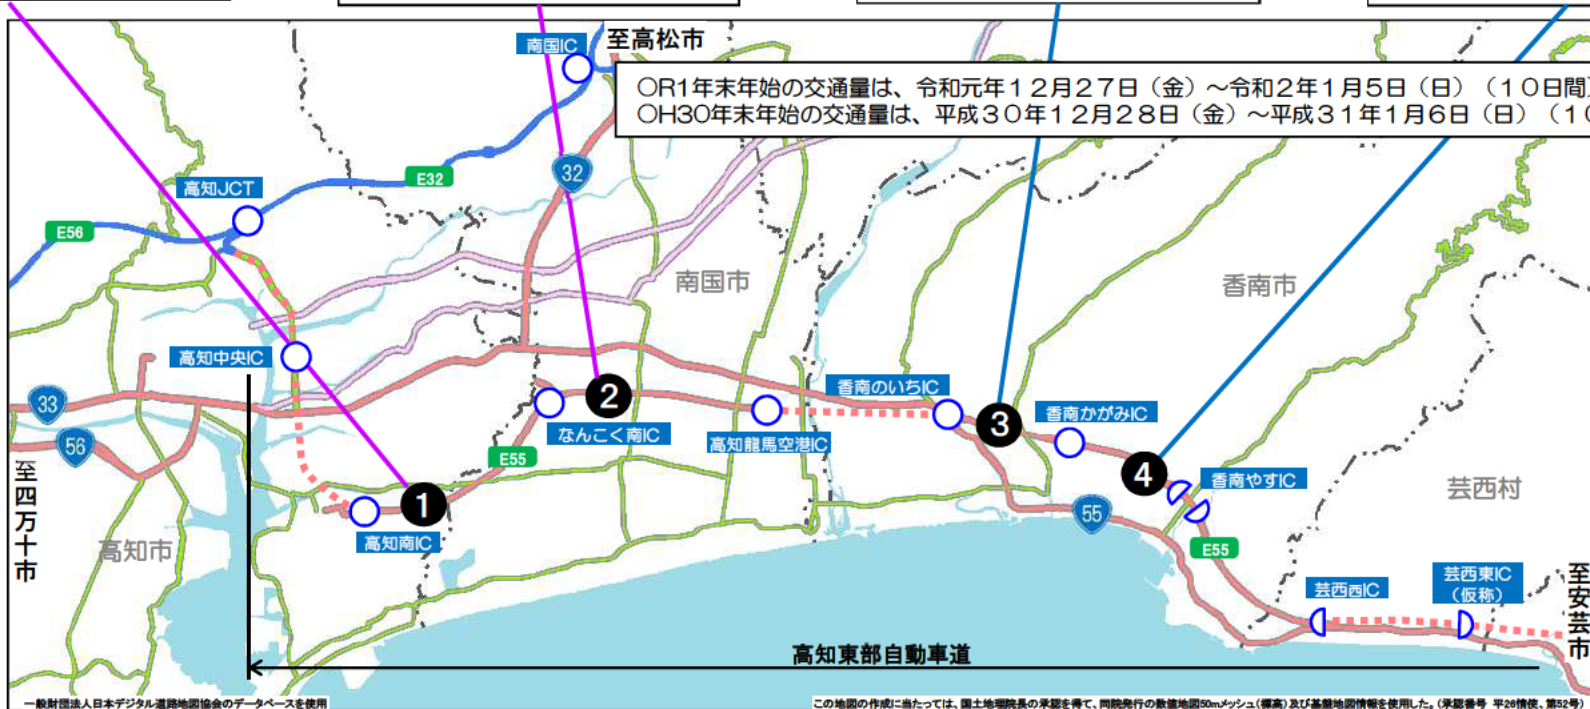 南国IC
至高松市
○R1年末年始の交通量は、令和元年12月27日(金)～令和2年1月5日(日)(10日間)
○H30年末年始の交通量は、平成30年12月28日(金)～平成31年1月6日(日)(10
32
高知JCT
E32
E56
南国市
香南市
高知中央IC
33
56
2
香南のいちIC
3
香南かがみIC
なんこく南IC
高知龍馬空港IC
E55
4
香南やすIC
至四万十市
1
高知南IC
高知市
55
芸西村
E55
芸西西IC
芸西東IC
(仮称)
至安芸市
高知東部自動車道
一般財団法人日本デジタル道路地図協会のデータベースを使用
この地図の作成に当たっては、国土地理院長の承認を得て、同院発行の数値地図50mメッシュ(標高)及び基盤地図情報を使用した。(承認番号 平26情使、第52号)